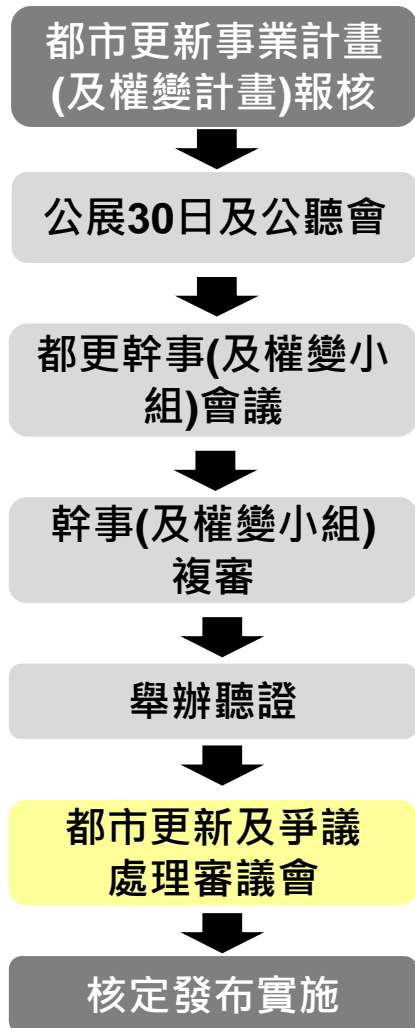 都市更新事業計畫
(及權變計畫)報核
公展30日及公聽會
都更幹事(及權變小
組)會議
幹事(及權變小組)
複審
舉辦聽證
都市更新及爭議
處理審議會
核定發布實施